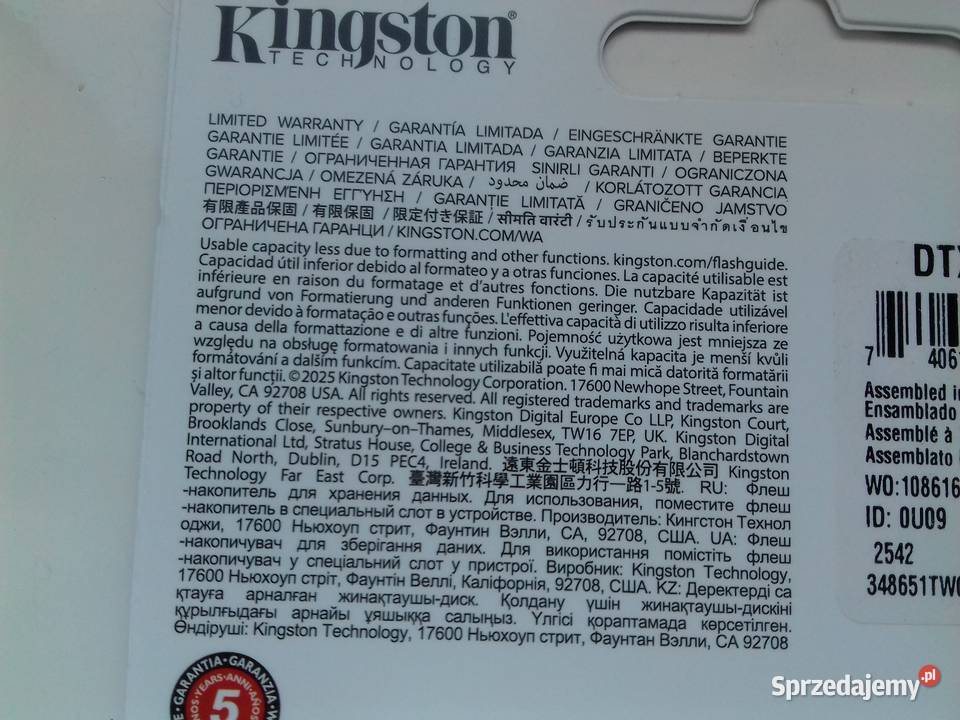 Kingston®
TECHNOLOGY
LIMITED WARRANTY / GARANTÍA LIMITADA / EINGESCHRÄNKTE GARANTIE
GARANTIE LIMITÉE / GARANTIA LIMITADA / GARANZIA LIMITATA / BEPERKTE
GARANTIE / ОГРАНИЧЕННАЯ ГАРАНТИЯ SINIRLI GARANTI / OGRANICZONA
GWARANCJA / OMEZENÁ ZÁRUKA / ضمان محدود / KORLÁTOZOTT GARANCIA
ΠΕΡΙΟΡΙΣΜΈΝΗ ΕΓΓΎΗΣΗ / GARANȚIE LIMITATĂ / GRANIČENO JAMSTVO
有限產品保固 / 有限保固 / 限定付き保証 / सीमति वारंटी / รับประกันแบบจำกัดเงื่อนไข
ОГРАНИЧЕНА ГАРАНЦИ / KINGSTON.COM/WA
Usable capacity less due to formatting and other functions. kingston.com/flashguide.
Capacidad útil inferior debido al formateo y a otras funciones. La capacité utilisable est
inférieure en raison du formatage et d'autres fonctions. Die nutzbare Kapazität ist
aufgrund von Formatierung und anderen Funktionen geringer. Capacidade utilizável
menor devido à formatação e outras funções. L'effettiva capacità di utilizzo risulta inferiore
a causa della formattazione e di altre funzioni. Pojemność użytkowa jest mniejsza ze
względu na obsługę formatowania i innych funkcji. Využitelná kapacita je menší kvůli
formátování a dalším funkcím. Capacitate utilizabilă poate fi mai mică datorită formatării
și altor funcții. ©2025 Kingston Technology Corporation. 17600 Newhope Street, Fountain
Valley, CA 92708 USA. All rights reserved. All registered trademarks and trademarks are
property of their respective owners. Kingston Digital Europe Co LLP, Kingston Court,
Brooklands Close, Sunbury-on-Thames, Middlesex, TW16 7EP, UK. Kingston Digital
International Ltd, Stratus House, College & Business Technology Park, Blanchardstown
Road North, Dublin, D15 PEC4, Ireland. 遠東金士頓科技股份有限公司 Kingston
Technology Far East Corp. 臺灣新竹科學工業園區力行一路1-5號. RU: Флеш
-накопитель для хранения данных. Для использования, поместите флеш
-накопитель в специальный слот в устройстве. Производитель: Кингстон Технол
оджи, 17600 Ньюхоуп стрит, Фаунтин Вэлли, CA, 92708, США. UA: Флеш
-накопичувач для зберігання даних. Для використання помістіть флеш
-накопичувач у спеціальний слот у пристрої. Виробник: Kingston Technology,
17600 Ньюхоуп стріт, Фаунтін Веллі, Каліфорнія, 92708, США. KZ: Деректерді са
қтауға арналған жинақтаушы-диск. Қолдану үшін жинақтаушы-дискіні
құрылғыдағы арнайы ұяшыққа салыңыз. Үлгісі қораптамада көрсетілген.
Өндіруші: Kingston Technology, 17600 Ньюхоуп стрит, Фаунтан Вэлли, CA 92708
DTX
7 4061
Assembled in
Ensamblado
Assemblé à
Assemblato
WO:108616
ID: 0U09
2542
348651TW0
GARANTIA · GARANZIA
YEARS · ANNI · AÑOS
5
Sprzedajemy.pl